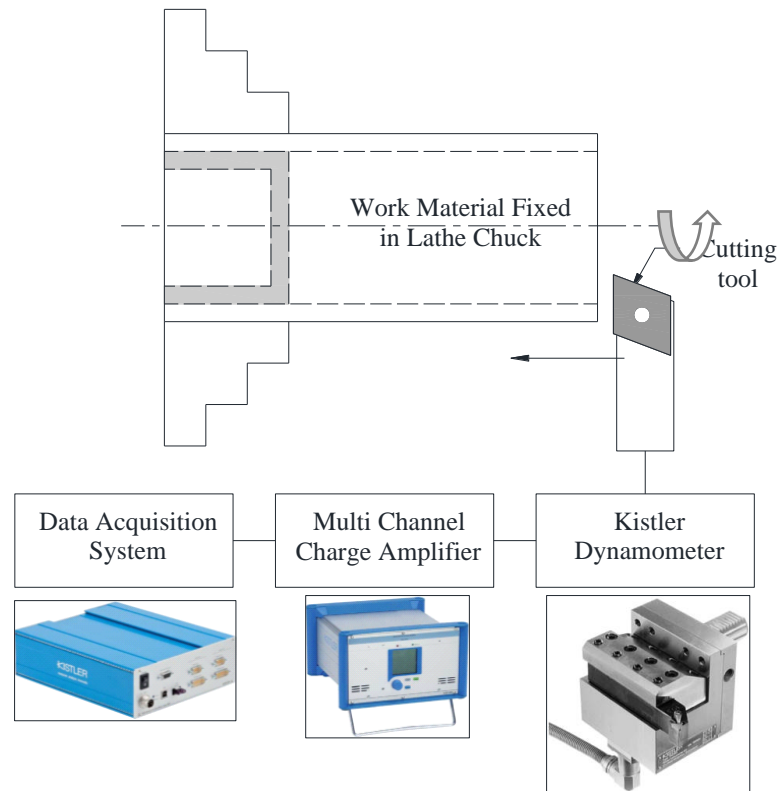 Work Material Fixed
in Lathe Chuck
Cutting
tool
Data Acquisition
System
Multi Channel
Charge Amplifier
Kistler
Dynamometer
KISTLER